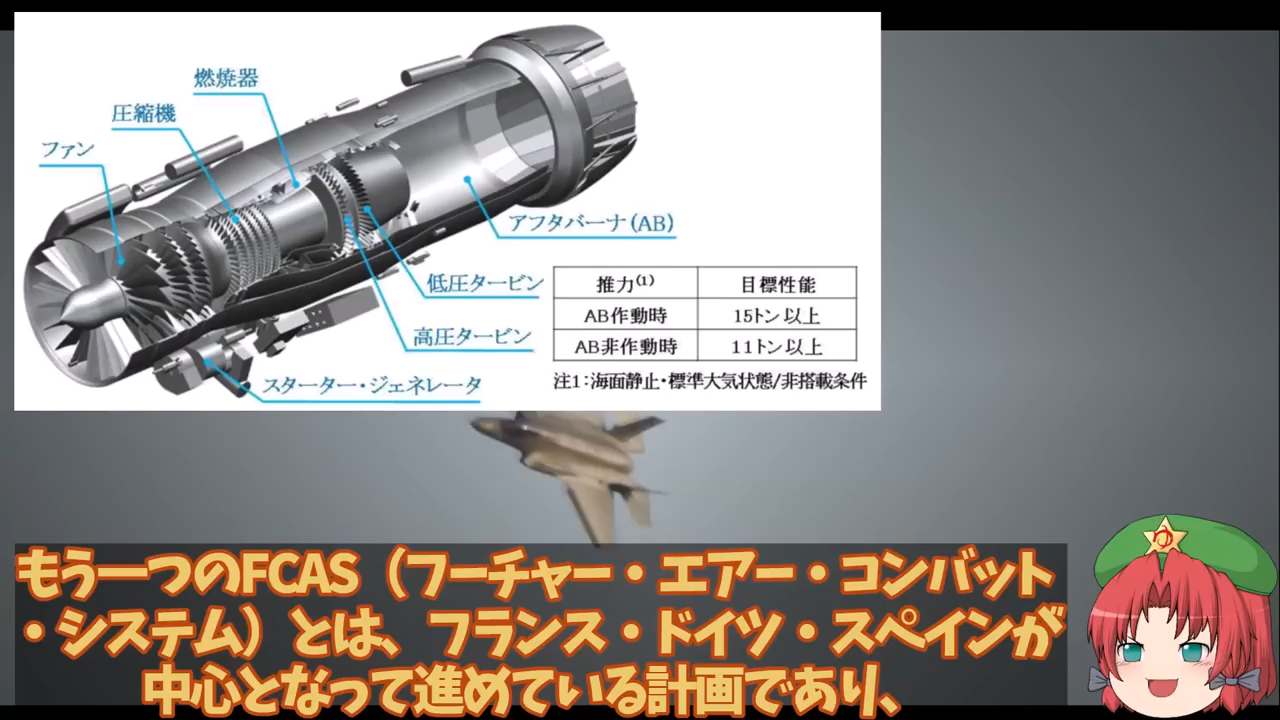 燃焼器
圧縮機
ファン
アフタバーナ(AB)
低圧タービン
高圧タービン
スターター・ジェネレータ
推力(1) 目標性能
AB作動時 15トン以上
AB非作動時 11トン以上
注1:海面静止・標準大気状態/非搭載条件
もう一つのFCAS(フーチャー・エアー・コンバット
・システム)とは、フランス・ドイツ・スペインが
中心となって進めている計画であり、